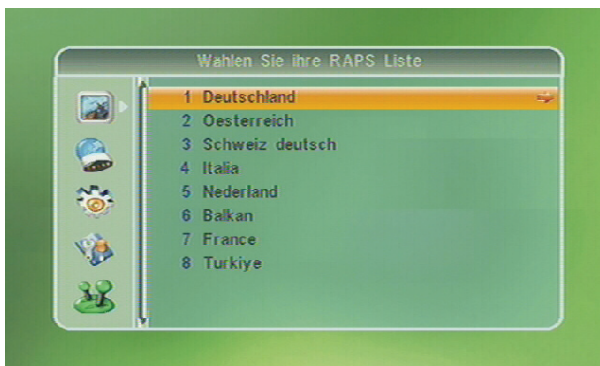 Wahlen Sie ihre RAPS Liste
1 Deutschland
2 Oesterreich
3 Schweiz deutsch
4 Italia
5 Nederland
6 Balkan
7 France
8 Turkiye